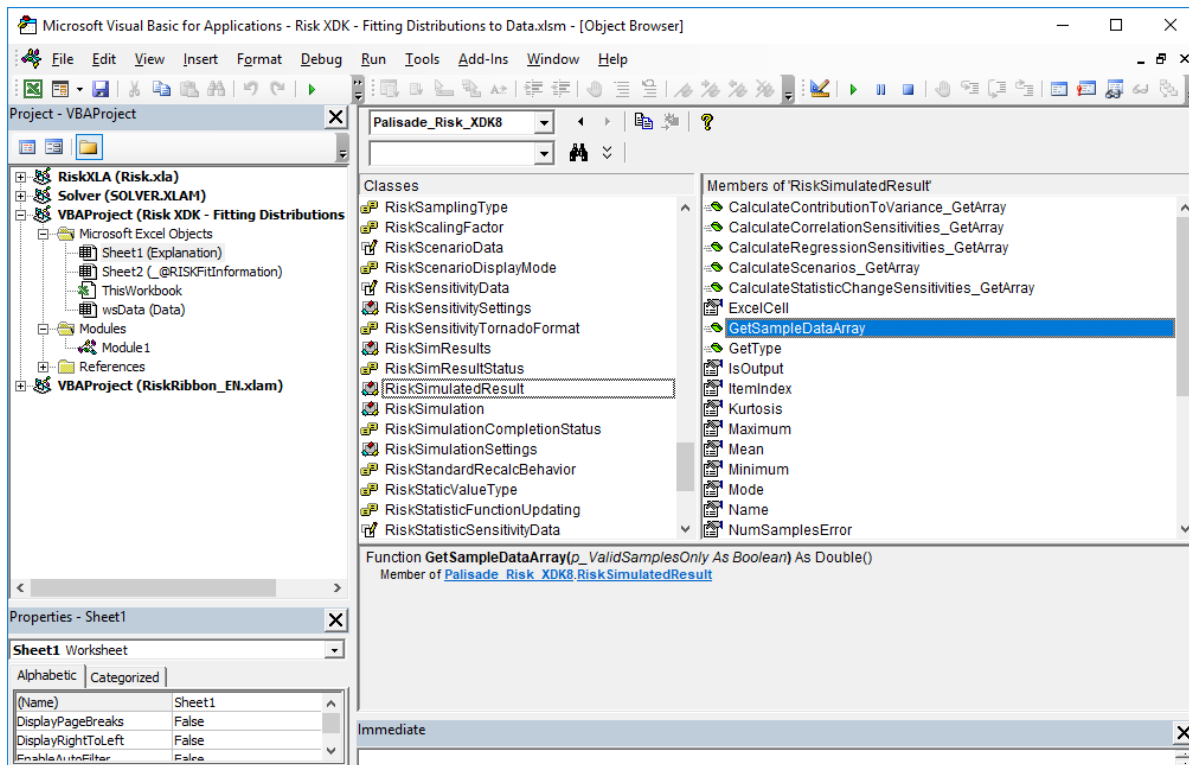 Microsoft Visual Basic for Applications - Risk XDK - Fitting Distributions to Data.xlsm - [Object Browser]
File Edit View Insert Format Debug Run Tools Add-Ins Window Help
Project - VBAProject
RiskXLA (Risk.xla)
Solver (SOLVER.XLAM)
VBAProject (Risk XDK - Fitting Distributions
Microsoft Excel Objects
Sheet1 (Explanation)
Sheet2 (_@RISKFitInformation)
ThisWorkbook
wsData (Data)
Modules
Module1
References
VBAProject (RiskRibbon_EN.xlam)
Properties - Sheet1
Sheet1 Worksheet
Alphabetic Categorized
(Name) Sheet1
DisplayPageBreaks False
DisplayRightToLeft False
EnableAutoFilter False
Palisade_Risk_XDK8
Classes
RiskSamplingType
RiskScalingFactor
RiskScenarioData
RiskScenarioDisplayMode
RiskSensitivityData
RiskSensitivitySettings
RiskSensitivityTornadoFormat
RiskSimResults
RiskSimResultStatus
RiskSimulatedResult
RiskSimulation
RiskSimulationCompletionStatus
RiskSimulationSettings
RiskStandardRecalcBehavior
RiskStaticValueType
RiskStatisticFunctionUpdating
RiskStatisticSensitivityData
Members of 'RiskSimulatedResult'
CalculateContributionToVariance_GetArray
CalculateCorrelationSensitivities_GetArray
CalculateRegressionSensitivities_GetArray
CalculateScenarios_GetArray
CalculateStatisticChangeSensitivities_GetArray
ExcelCell
GetSampleDataArray
GetType
IsOutput
ItemIndex
Kurtosis
Maximum
Mean
Minimum
Mode
Name
NumSamplesError
Function GetSampleDataArray(p_ValidSamplesOnly As Boolean) As Double()
Member of Palisade_Risk_XDK8.RiskSimulatedResult
Immediate